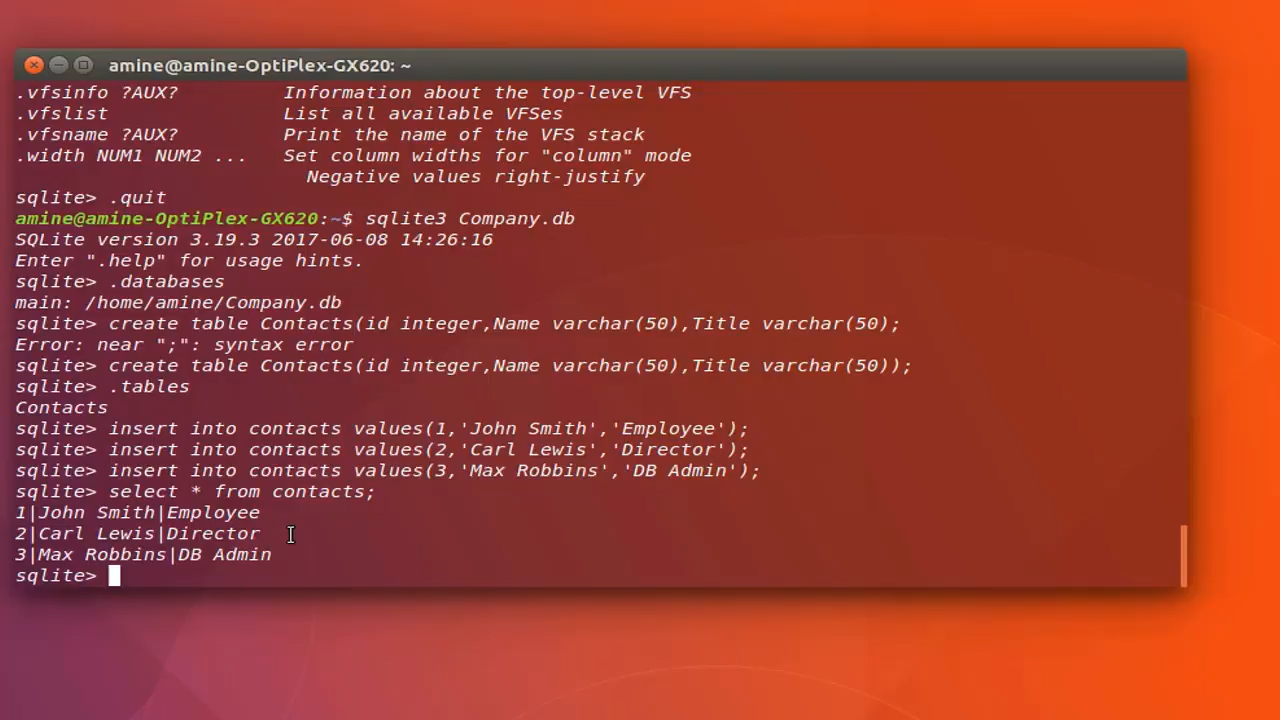 amine@amine-OptiPlex-GX620: ~
.vfsinfo ?AUX?         Information about the top-level VFS
.vfslist               List all available VFSes
.vfsname ?AUX?         Print the name of the VFS stack
.width NUM1 NUM2 ...   Set column widths for "column" mode
                         Negative values right-justify
sqlite> .quit
amine@amine-OptiPlex-GX620:~$ sqlite3 Company.db
SQLite version 3.19.3 2017-06-08 14:26:16
Enter ".help" for usage hints.
sqlite> .databases
main: /home/amine/Company.db
sqlite> create table Contacts(id integer,Name varchar(50),Title varchar(50);
Error: near ";": syntax error
sqlite> create table Contacts(id integer,Name varchar(50),Title varchar(50));
sqlite> .tables
Contacts
sqlite> insert into contacts values(1,'John Smith','Employee');
sqlite> insert into contacts values(2,'Carl Lewis','Director');
sqlite> insert into contacts values(3,'Max Robbins','DB Admin');
sqlite> select * from contacts;
1|John Smith|Employee
2|Carl Lewis|Director
3|Max Robbins|DB Admin
sqlite>